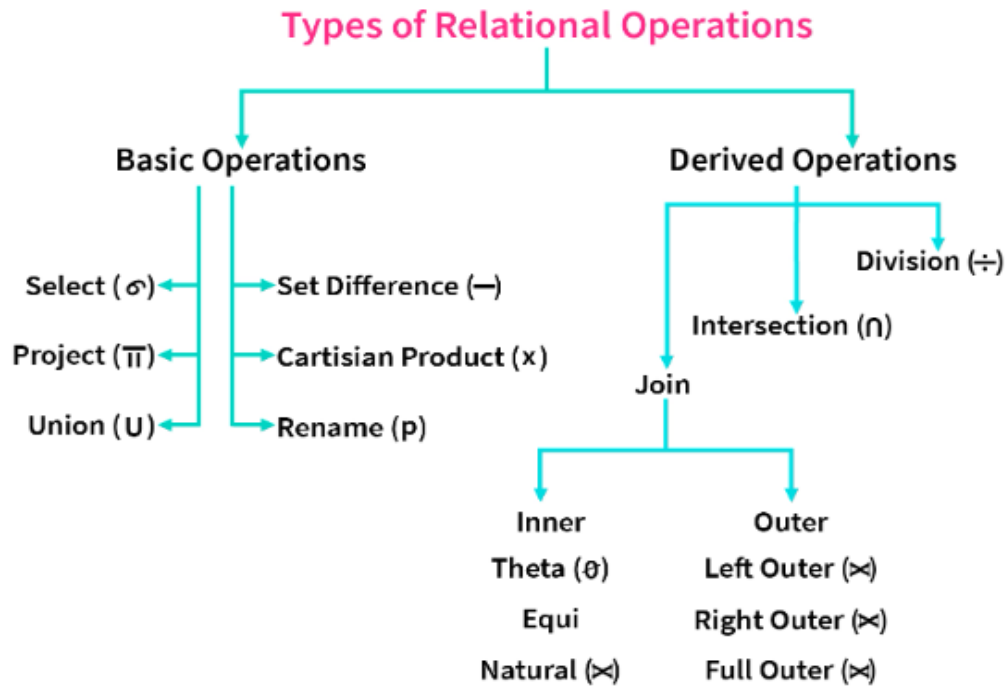 Types of Relational Operations
Basic Operations
Derived Operations
Select (σ)
Set Difference (—)
Project (π)
Cartisian Product (x)
Union (U)
Rename (p)
Division (÷)
Intersection (∩)
Join
Inner
Outer
Theta (θ)
Left Outer (⋈)
Equi
Right Outer (⋈)
Natural (⋈)
Full Outer (⋈)